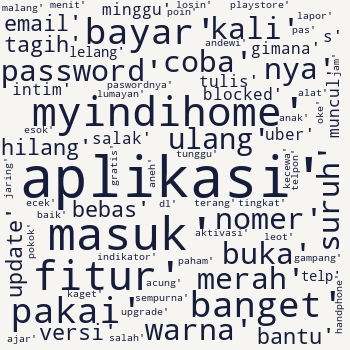 malang' menit' minggu' losin' playstore'
poin' lapor'
email' bayar' kali' pas' s'
tagih' lelang' andewi' gimana'
password' coba' nya' jam'
muncul'
intim' paswordnya' tulis' blocked' alat'
lumayan' oke'
myindihome' anak'
esok' salak' ulang' uber'
hilang' tunggu' kecewa' telpon'
jaring' gratis' aneh'
aplikasi' suruh'
ecek' dl' terang' tingkat'
baik' bebas' nomer'
update' pokok' masuk' aktivasi' leot'
indikator' paham' buka' gampang'
fitur' acung' merah' telp'
kaget' sempurna' handphone'
pakai' upgrade' banget'
versi' warna' bantu'
ajar' salah'